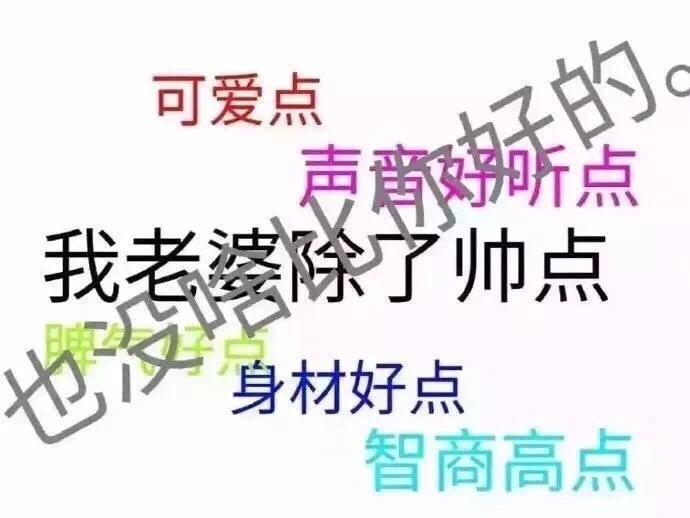 可爱点
声音好听点
我老婆除了帅点
脾气好点
身材好点
智商高点
也没啥比你好的。